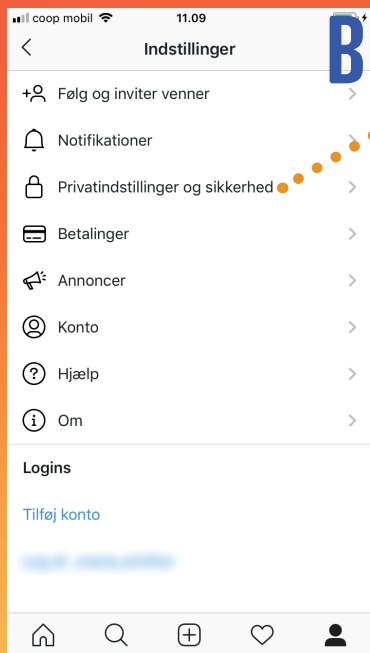 coop mobil 11.09
B
Indstillinger
Følg og inviter venner
Notifikationer
Privatindstillinger og sikkerhed
Betalinger
Annoncer
Konto
Hjælp
Om
Logins
Tilføj konto